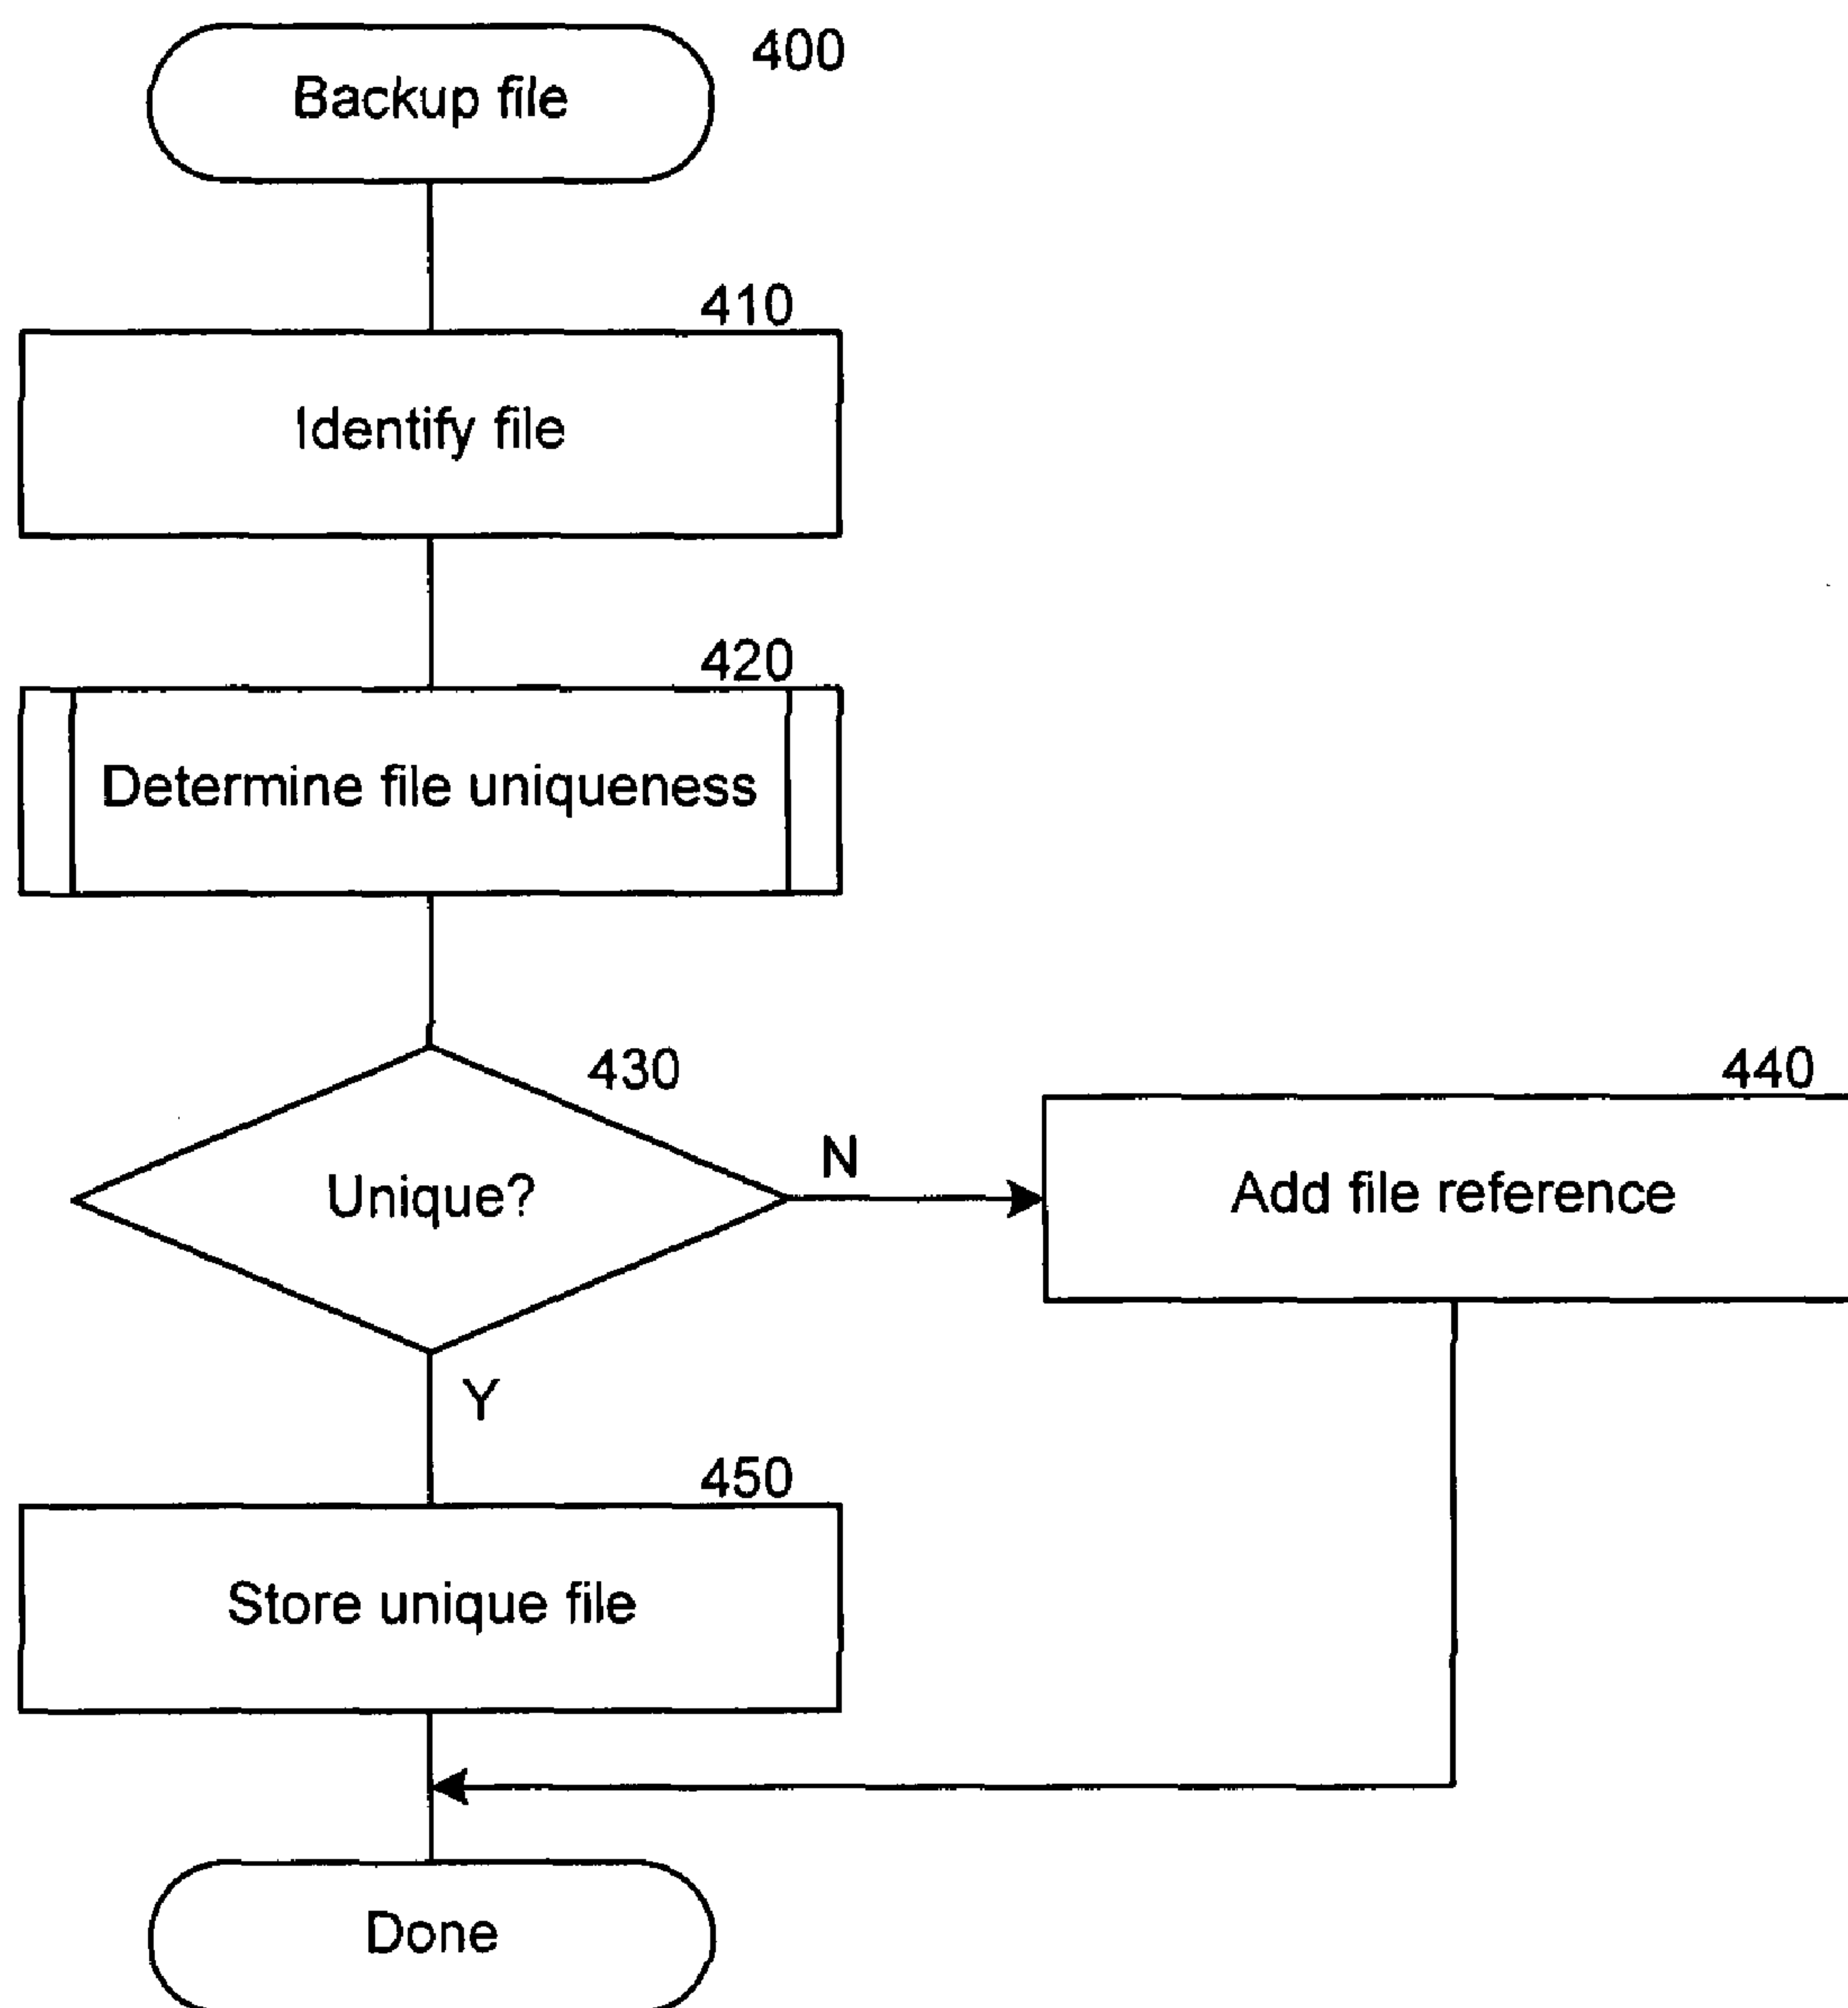 400
Backup file
410
Identify file
420
Determine file uniqueness
430
Unique?
N
440
Add file reference
Y
450
Store unique file
Done